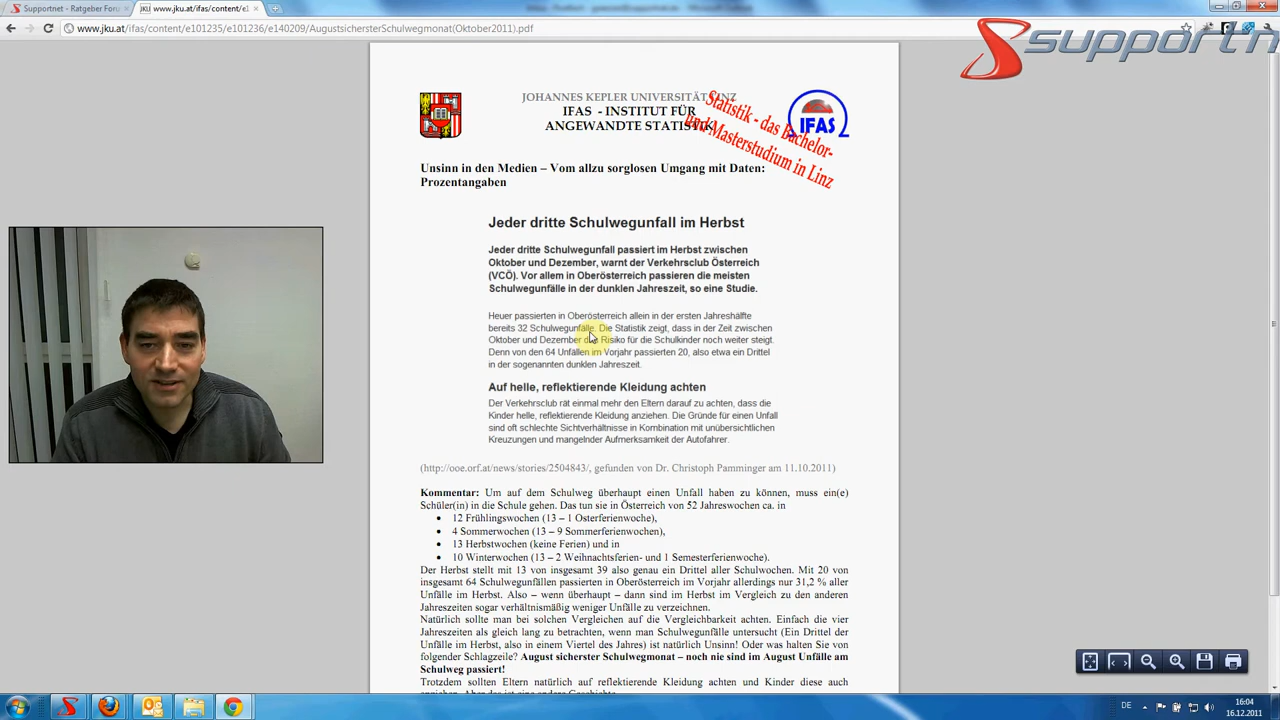 Supportnet - Ratgeber Foru
www.jku.at/ifas/content/e1
www.jku.at/ifas/content/e101235/e101236/e140209/AugustsichersterSchulwegmonat(Oktober2011).pdf
Supportn
JOHANNES KEPLER UNIVERSITÄT LINZ
IFAS - INSTITUT FÜR
ANGEWANDTE STATISTIK
IFAS
Statistik - das Bachelor-
und Masterstudium in Linz
Unsinn in den Medien – Vom allzu sorglosen Umgang mit Daten:
Prozentangaben
Jeder dritte Schulwegunfall im Herbst
Jeder dritte Schulwegunfall passiert im Herbst zwischen
Oktober und Dezember, warnt der Verkehrsclub Österreich
(VCÖ). Vor allem in Oberösterreich passieren die meisten
Schulwegunfälle in der dunklen Jahreszeit, so eine Studie.
Heuer passierten in Oberösterreich allein in der ersten Jahreshälfte
bereits 32 Schulwegunfälle. Die Statistik zeigt, dass in der Zeit zwischen
Oktober und Dezember das Risiko für die Schulkinder noch weiter steigt.
Denn von den 64 Unfällen im Vorjahr passierten 20, also etwa ein Drittel
in der sogenannten dunklen Jahreszeit.
Auf helle, reflektierende Kleidung achten
Der Verkehrsclub rät einmal mehr den Eltern darauf zu achten, dass die
Kinder helle, reflektierende Kleidung anziehen. Die Gründe für einen Unfall
sind oft schlechte Sichtverhältnisse in Kombination mit unübersichtlichen
Kreuzungen und mangelnder Aufmerksamkeit der Autofahrer.
(http://ooe.orf.at/news/stories/2504843/, gefunden von Dr. Christoph Pamminger am 11.10.2011)
Kommentar: Um auf dem Schulweg überhaupt einen Unfall haben zu können, muss ein(e)
Schüler(in) in die Schule gehen. Das tun sie in Österreich von 52 Jahreswochen ca. in
• 12 Frühlingswochen (13 – 1 Osterferienwoche),
• 4 Sommerwochen (13 – 9 Sommerferienwochen),
• 13 Herbstwochen (keine Ferien) und in
• 10 Winterwochen (13 – 2 Weihnachtsferien- und 1 Semesterferienwoche).
Der Herbst stellt mit 13 von insgesamt 39 also genau ein Drittel aller Schulwochen. Mit 20 von
insgesamt 64 Schulwegunfällen passierten in Oberösterreich im Vorjahr allerdings nur 31,2 % aller
Unfälle im Herbst. Also – wenn überhaupt – dann sind im Herbst im Vergleich zu den anderen
Jahreszeiten sogar verhältnismäßig weniger Unfälle zu verzeichnen.
Natürlich sollte man bei solchen Vergleichen auf die Vergleichbarkeit achten. Einfach die vier
Jahreszeiten als gleich lang zu betrachten, wenn man Schulwegunfälle untersucht (Ein Drittel der
Unfälle im Herbst, also in einem Viertel des Jahres) ist natürlich Unsinn! Oder was halten Sie von
folgender Schlagzeile? August sicherster Schulwegmonat – noch nie sind im August Unfälle am
Schulweg passiert!
Trotzdem sollten Eltern natürlich auf reflektierende Kleidung achten und Kinder diese auch
DE
16:04
16.12.2011